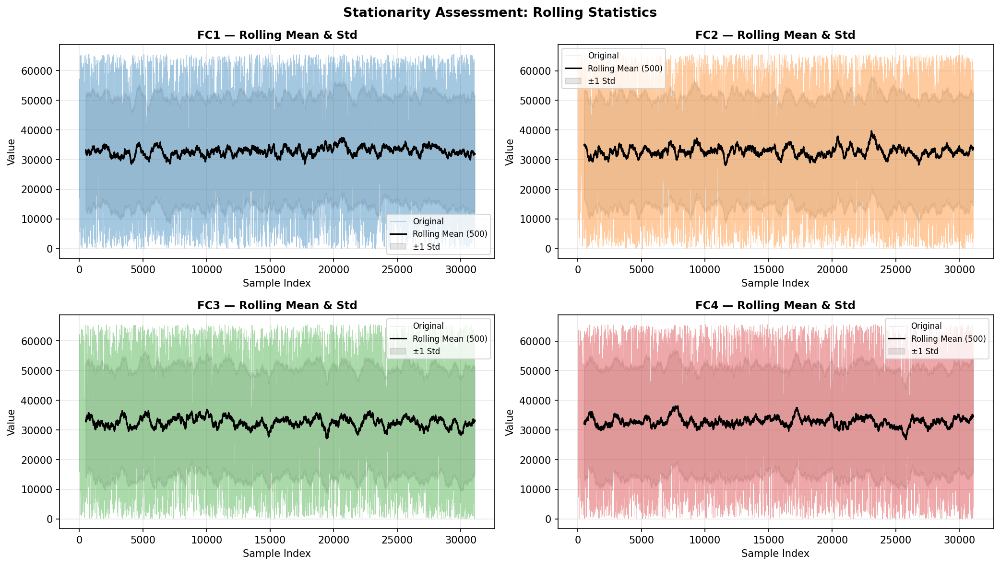 Stationarity Assessment: Rolling Statistics
FC1 — Rolling Mean & Std
60000
50000
40000
30000
20000
10000
0
Value
Original
Rolling Mean (500)
±1 Std
0 5000 10000 15000 20000 25000 30000
Sample Index
FC2 — Rolling Mean & Std
Original
Rolling Mean (500)
±1 Std
60000
50000
40000
30000
20000
10000
0
Value
0 5000 10000 15000 20000 25000 30000
Sample Index
FC3 — Rolling Mean & Std
Original
Rolling Mean (500)
±1 Std
60000
50000
40000
30000
20000
10000
0
Value
0 5000 10000 15000 20000 25000 30000
Sample Index
FC4 — Rolling Mean & Std
Original
Rolling Mean (500)
±1 Std
60000
50000
40000
30000
20000
10000
0
Value
0 5000 10000 15000 20000 25000 30000
Sample Index